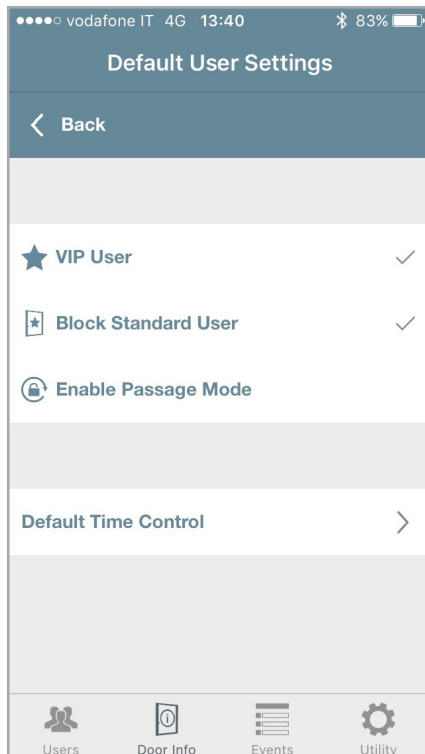 vodafone IT 4G 13:40 83%
Default User Settings
Back
VIP User
Block Standard User
Enable Passage Mode
Default Time Control
Users Door Info Events Utility